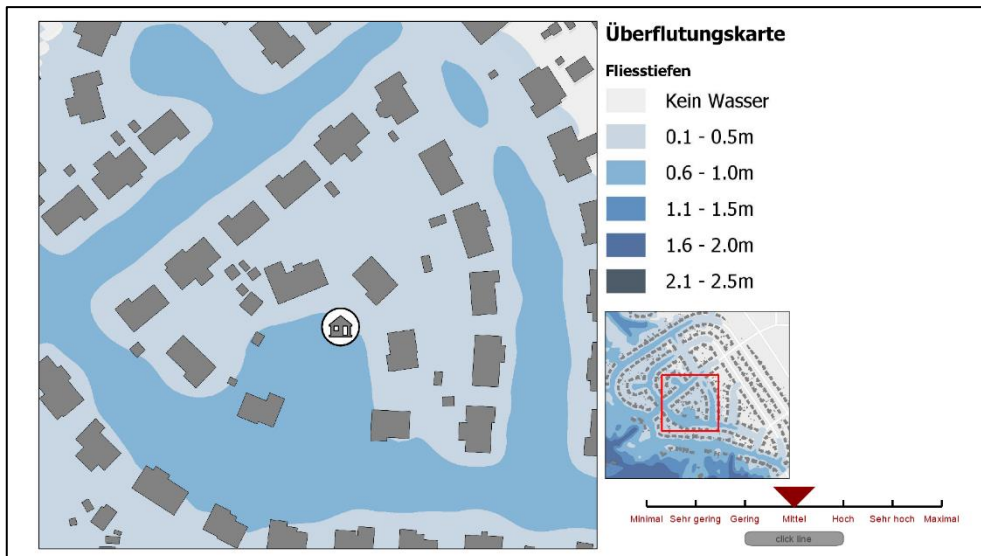 Überflutungskarte
Fliesstiefen
Kein Wasser
0.1 - 0.5m
0.6 - 1.0m
1.1 - 1.5m
1.6 - 2.0m
2.1 - 2.5m
Minimal Sehr gering Gering Mittel Hoch Sehr hoch Maximal
click line